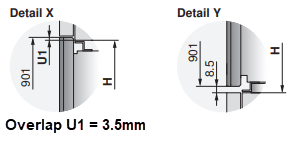 Detail X
Detail Y
901
U1
H
901
8.5
H
Overlap U1 = 3.5mm